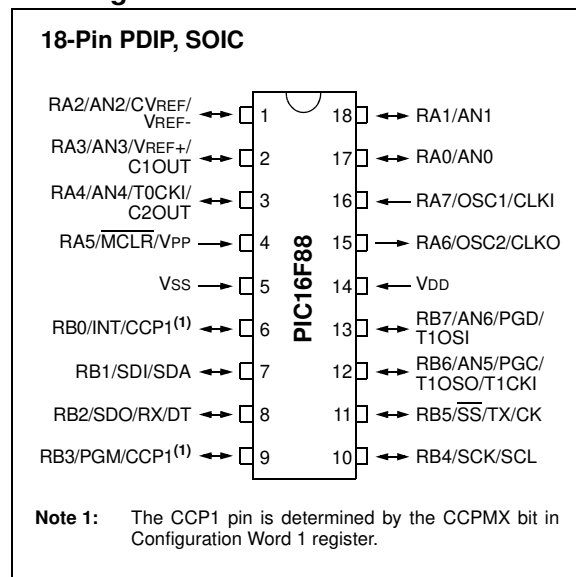 18-Pin PDIP, SOIC
RA2/AN2/CVREF/
VREF-
1
18
RA1/AN1
RA3/AN3/VREF+/
C1OUT
2
17
RA0/AN0
RA4/AN4/T0CKI/
C2OUT
3
16
RA7/OSC1/CLKI
RA5/MCLR/VPP
4
15
RA6/OSC2/CLKO
VSS
5
14
VDD
RB0/INT/CCP1(1)
6
13
RB7/AN6/PGD/
T1OSI
RB1/SDI/SDA
7
12
RB6/AN5/PGC/
T1OSO/T1CKI
RB2/SDO/RX/DT
8
11
RB5/SS/TX/CK
RB3/PGM/CCP1(1)
9
10
RB4/SCK/SCL
PIC16F88
Note 1: The CCP1 pin is determined by the CCPMX bit in
Configuration Word 1 register.